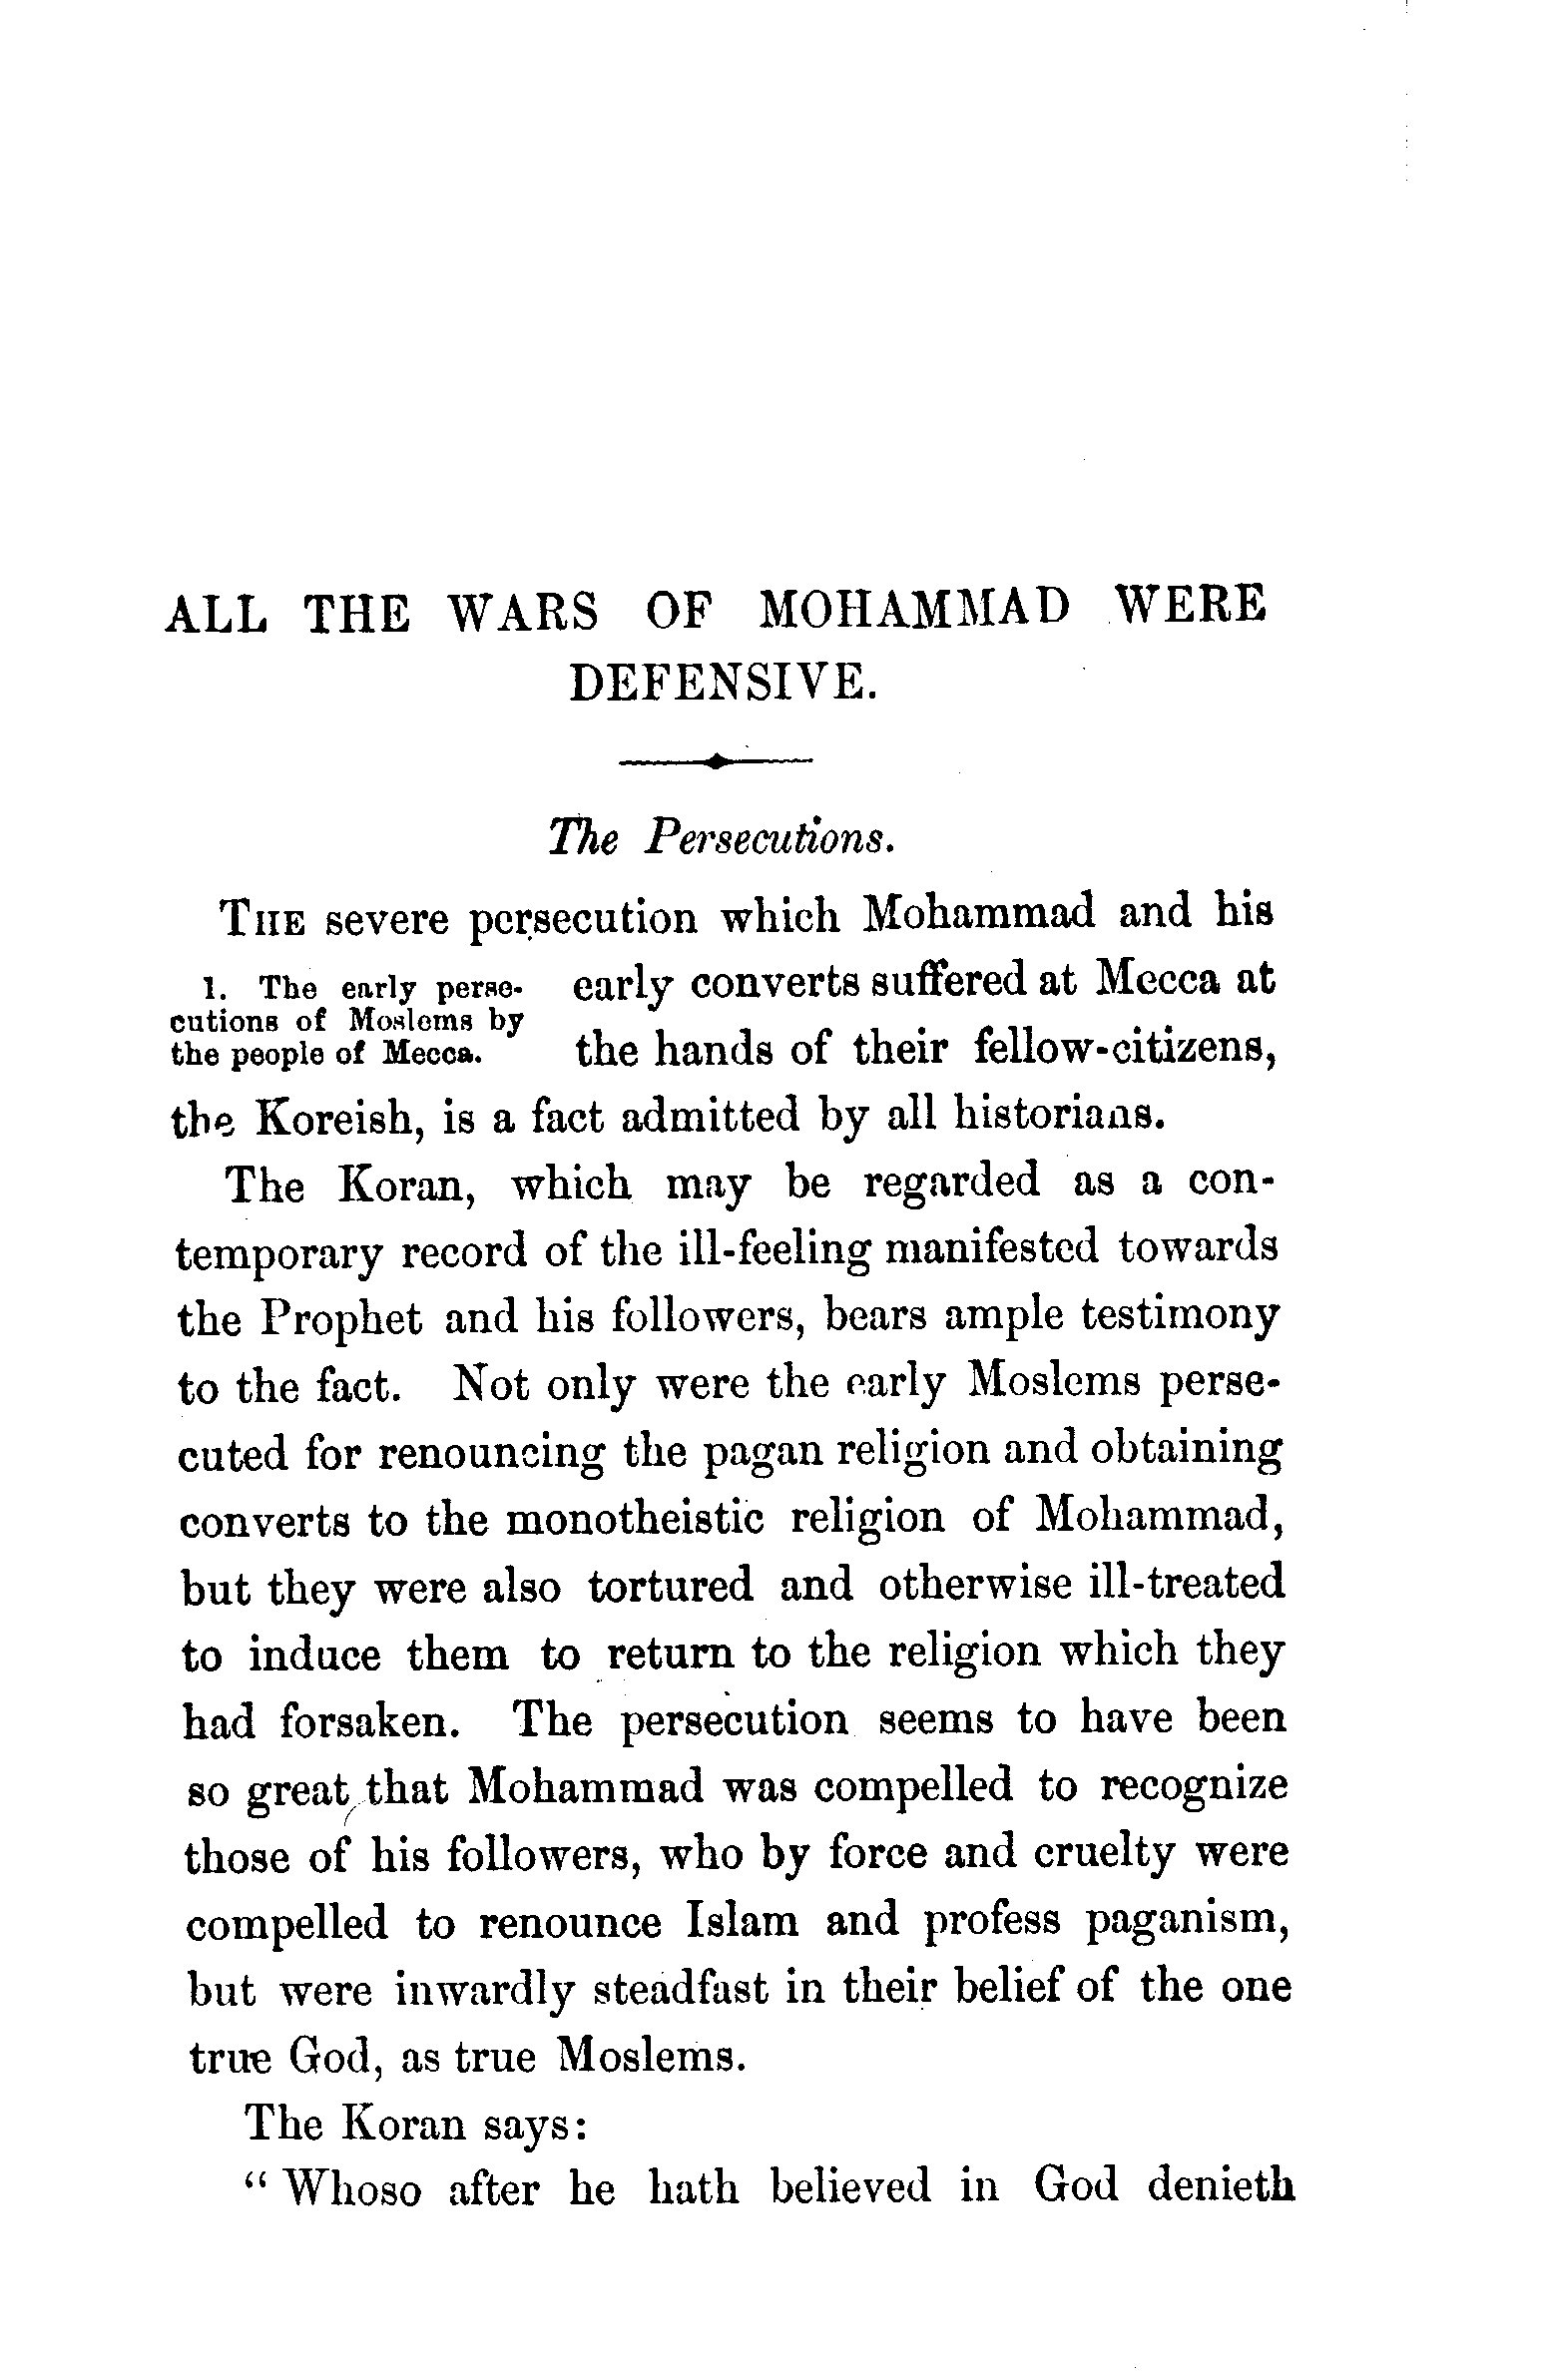 ALL THE WARS OF MOHAMMAD WERE
DEFENSIVE.
The Persecutions.
THE severe persecution which Mohammad and his
1. The early perse-
cutions of Moslems by
the people of Mecca.
early converts suffered at Mecca at
the hands of their fellow-citizens,
the Koreish, is a fact admitted by all historians.
The Koran, which may be regarded as a con-
temporary record of the ill-feeling manifested towards
the Prophet and his followers, bears ample testimony
to the fact. Not only were the early Moslems perse-
cuted for renouncing the pagan religion and obtaining
converts to the monotheistic religion of Mohammad,
but they were also tortured and otherwise ill-treated
to induce them to return to the religion which they
had forsaken. The persecution seems to have been
so great that Mohammad was compelled to recognize
those of his followers, who by force and cruelty were
compelled to renounce Islam and profess paganism,
but were inwardly steadfast in their belief of the one
true God, as true Moslems.
The Koran says:
“ Whoso after he hath believed in God denieth